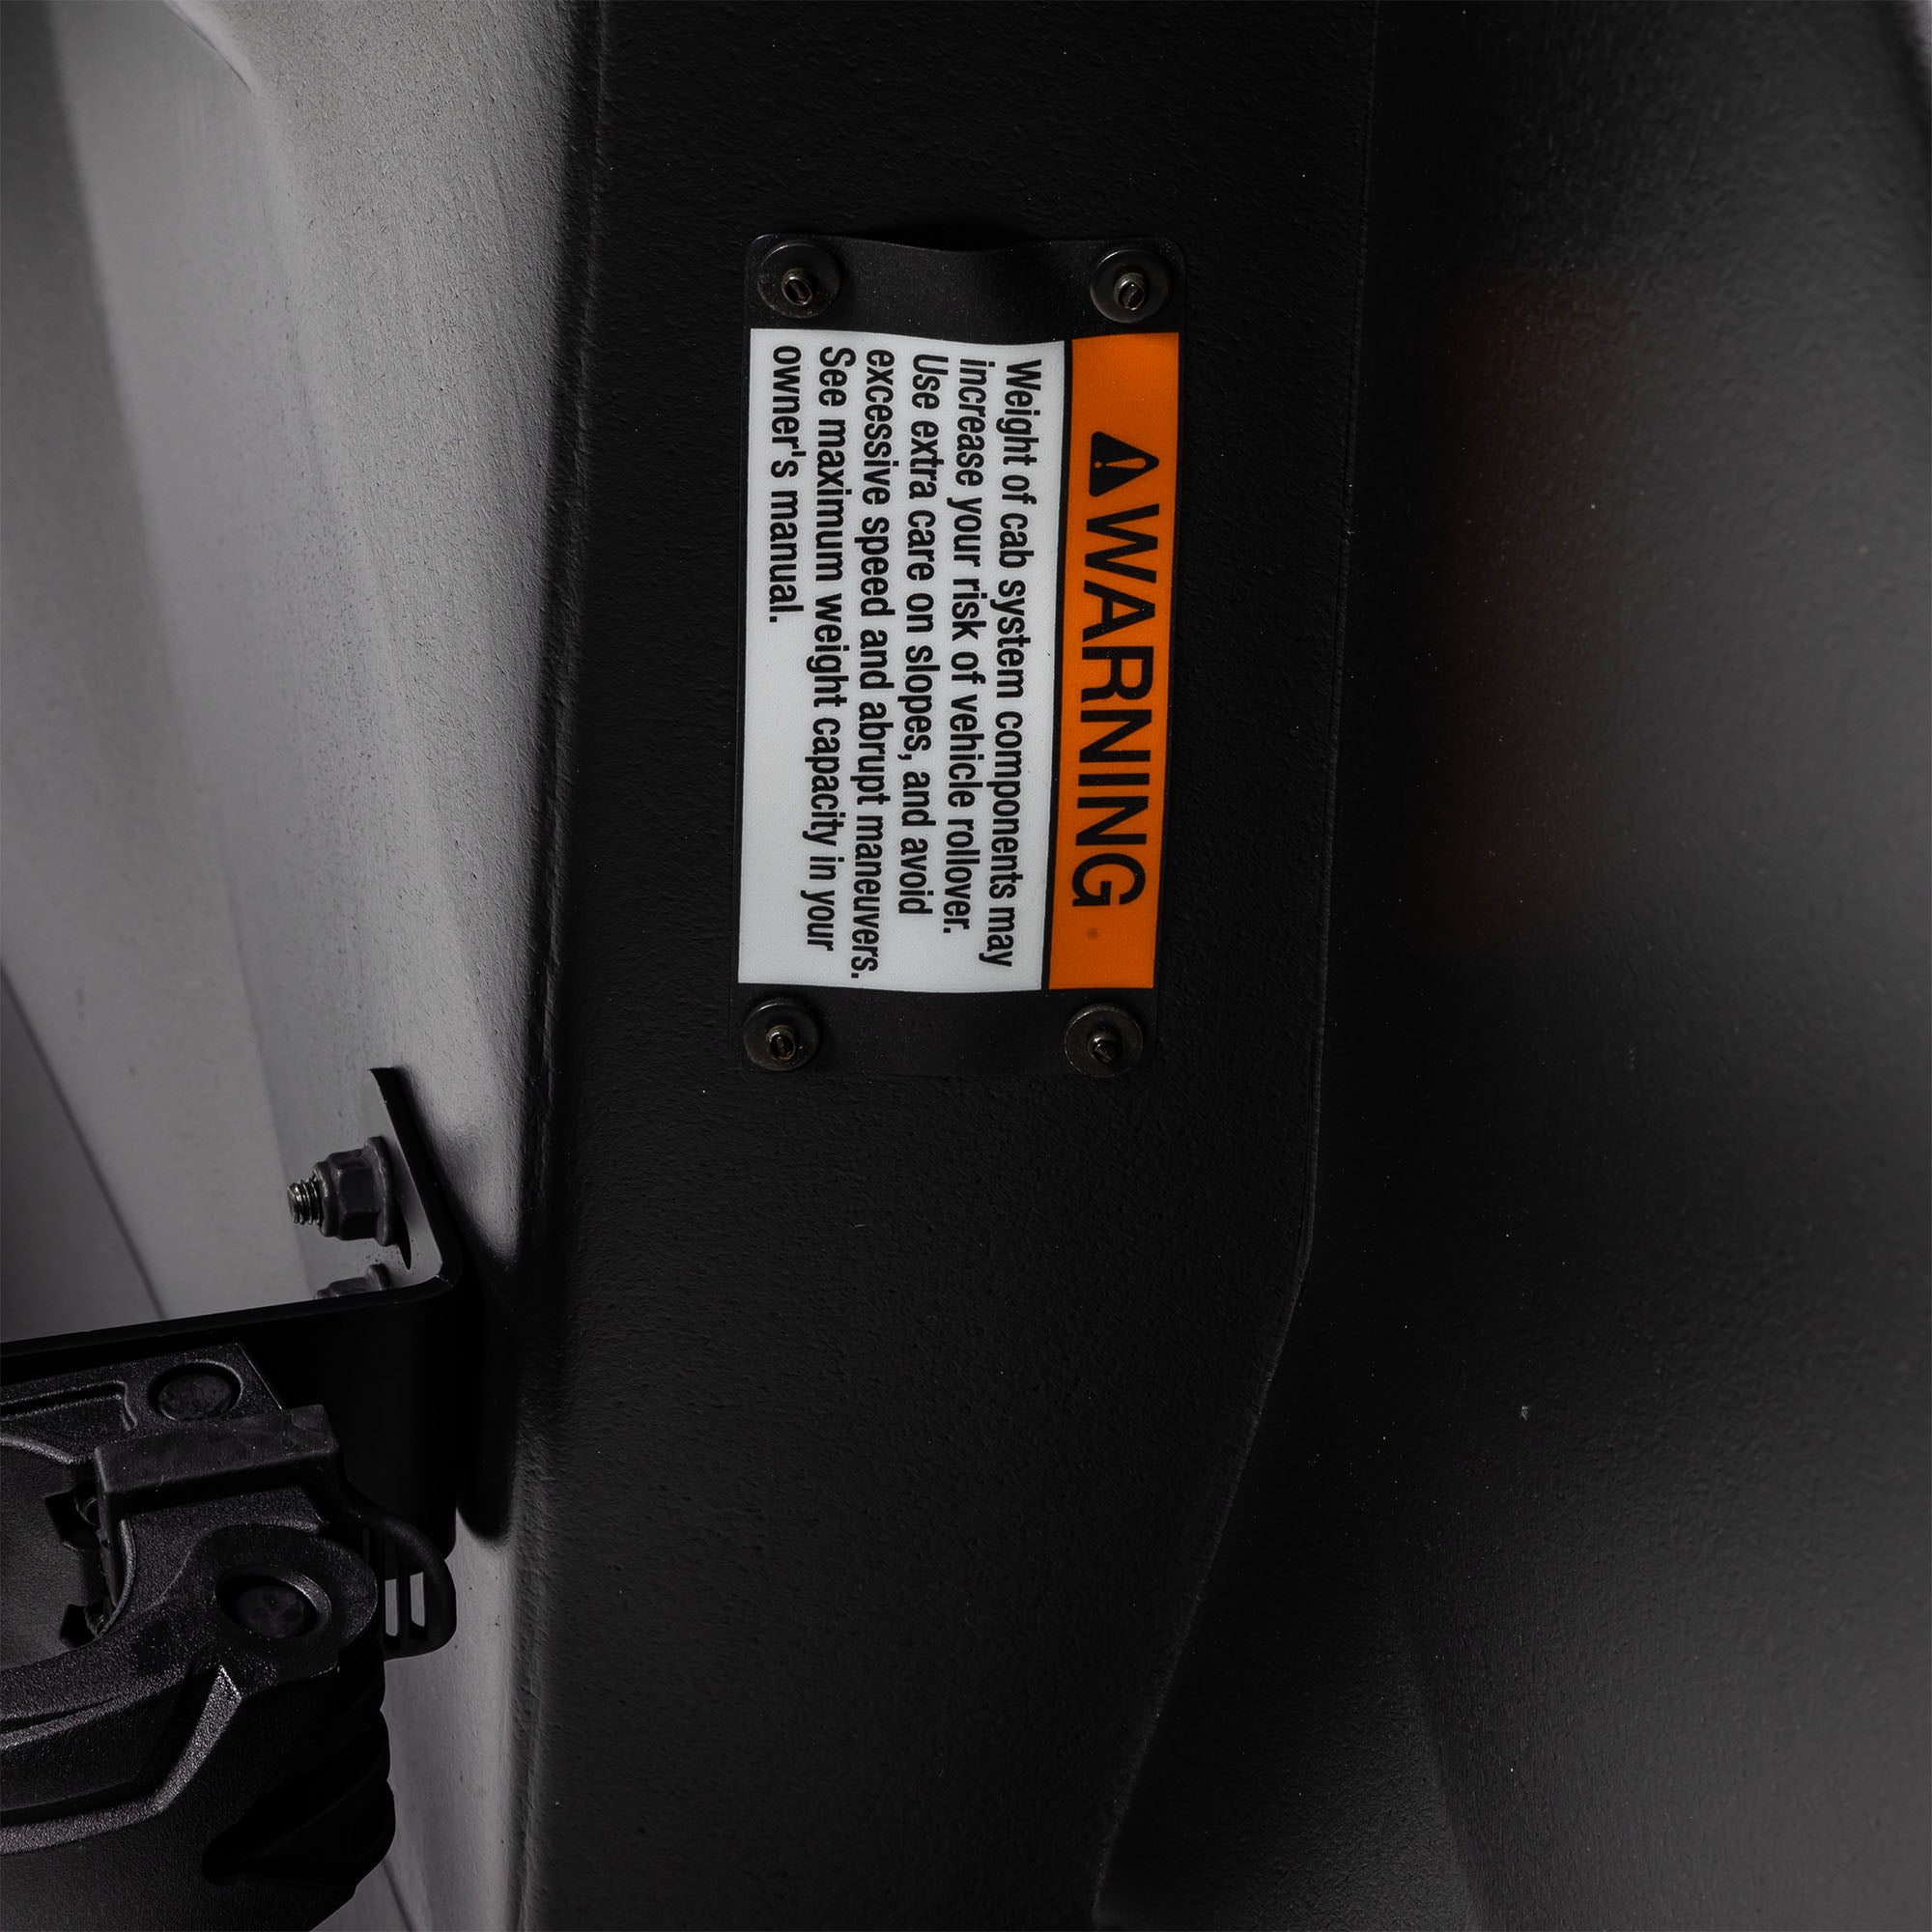 WARNING
Weight of cab system components may
increase your risk of vehicle rollover.
Use extra care on slopes, and avoid
excessive speed and abrupt maneuvers.
See maximum weight capacity in your
owner's manual.